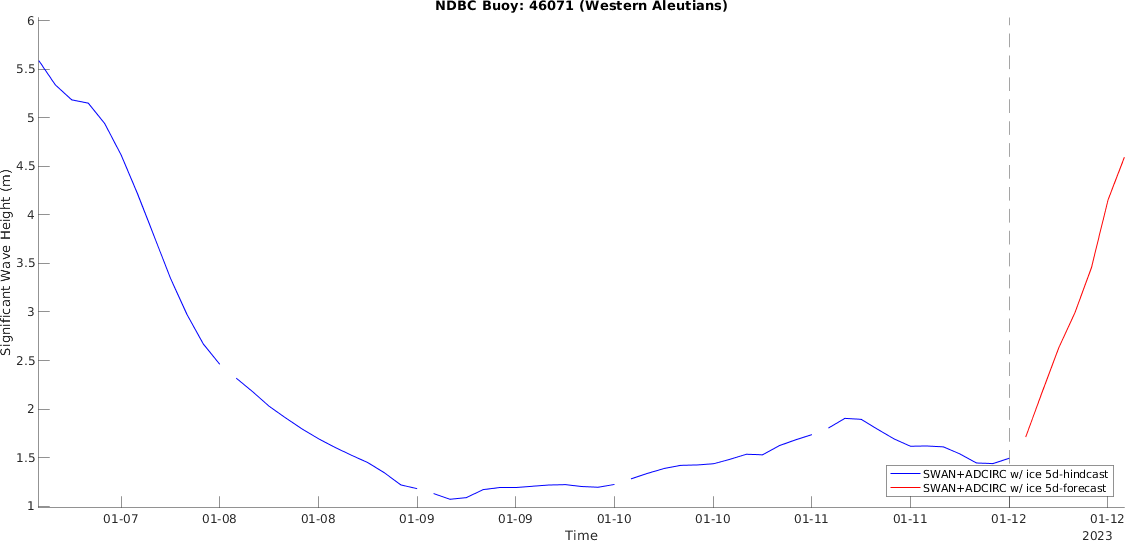 NDBC Buoy: 46071 (Western Aleutians)
6
5.5
5
4.5
4
3.5
3
2.5
2
1.5
1
Significant Wave Height (m)
SWAN+ADCIRC w/ ice 5d-hindcast
SWAN+ADCIRC w/ ice 5d-forecast
01-07 01-08 01-08 01-09 01-09 01-10 01-10 01-11 01-11 01-12 01-12
Time
2023